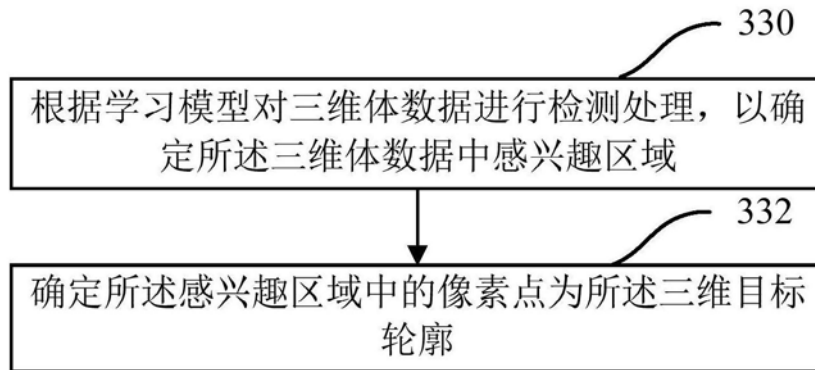 330
根据学习模型对三维体数据进行检测处理，以确
定所述三维体数据中感兴趣区域
332
确定所述感兴趣区域中的像素点为所述三维目标
轮廓